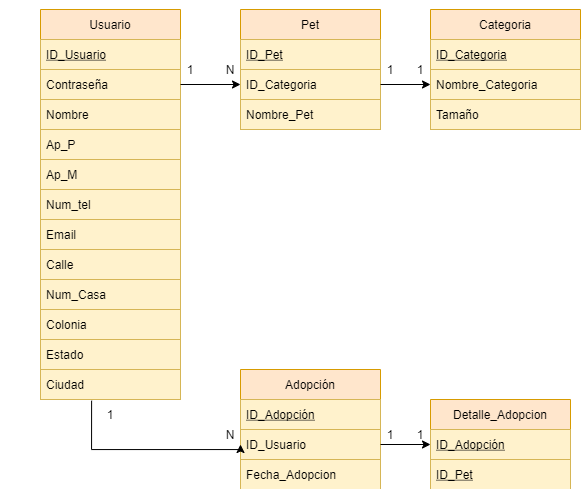 Usuario
ID_Usuario
Contraseña
Nombre
Ap_P
Ap_M
Num_tel
Email
Calle
Num_Casa
Colonia
Estado
Ciudad
1
N
Pet
ID_Pet
ID_Categoria
Nombre_Pet
1
1
Categoria
ID_Categoria
Nombre_Categoria
Tamaño
1
N
Adopción
ID_Adopción
ID_Usuario
Fecha_Adopcion
1
1
Detalle_Adopcion
ID_Adopción
ID_Pet